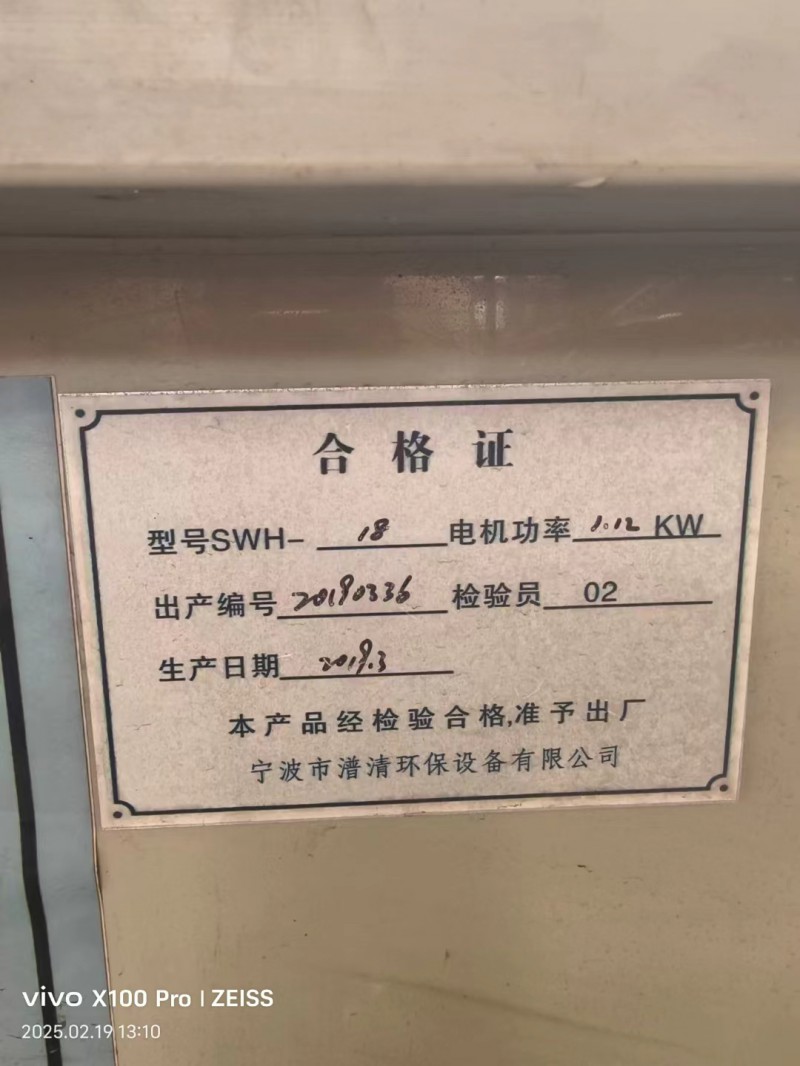 合格证
型号SWH- 18 电机功率 1.12 KW
出产编号 20190336 检验员 02
生产日期 2019.3
本产品经检验合格,准予出厂
宁波市潽清环保设备有限公司
vivo X100 Pro | ZEISS
2025.02.19 13:10